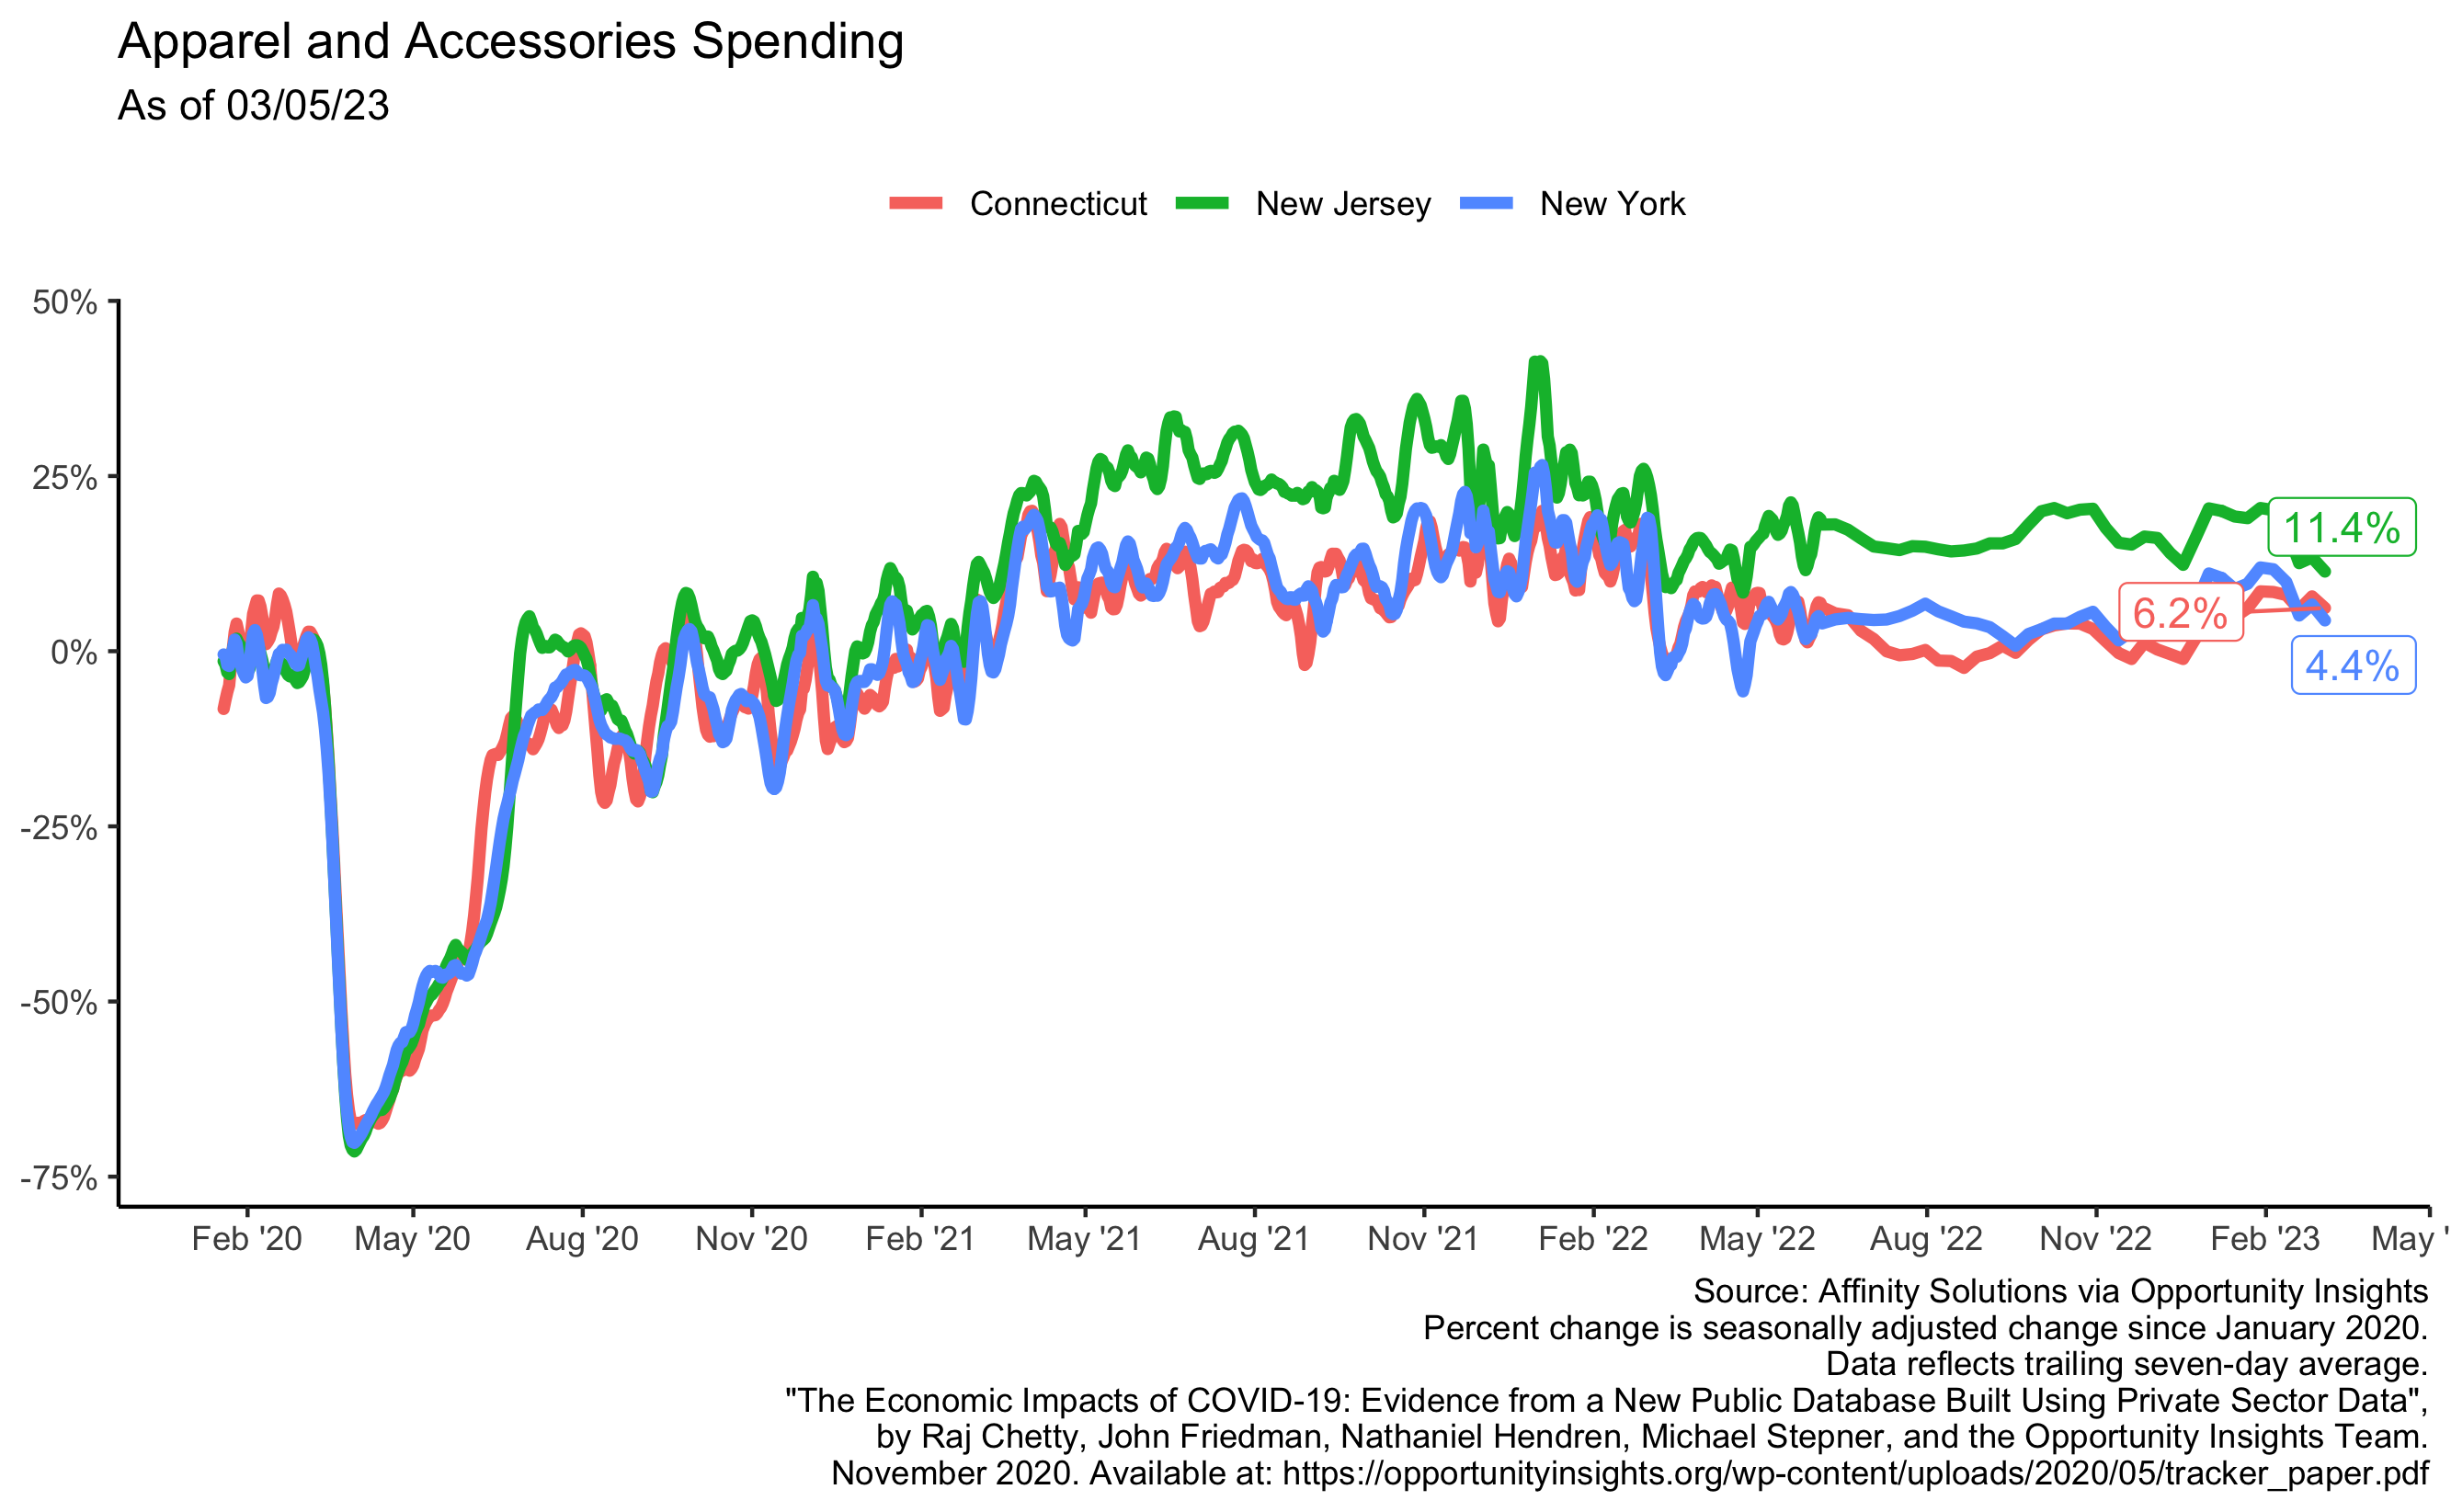 Apparel and Accessories Spending
As of 03/05/23
Connecticut New Jersey New York
50%
25%
0%
-25%
-50%
-75%
11.4%
6.2%
4.4%
Feb '20 May '20 Aug '20 Nov '20 Feb '21 May '21 Aug '21 Nov '21 Feb '22 May '22 Aug '22 Nov '22 Feb '23 May '
Source: Affinity Solutions via Opportunity Insights
Percent change is seasonally adjusted change since January 2020.
Data reflects trailing seven-day average.
"The Economic Impacts of COVID-19: Evidence from a New Public Database Built Using Private Sector Data",
by Raj Chetty, John Friedman, Nathaniel Hendren, Michael Stepner, and the Opportunity Insights Team.
November 2020. Available at: https://opportunityinsights.org/wp-content/uploads/2020/05/tracker_paper.pdf